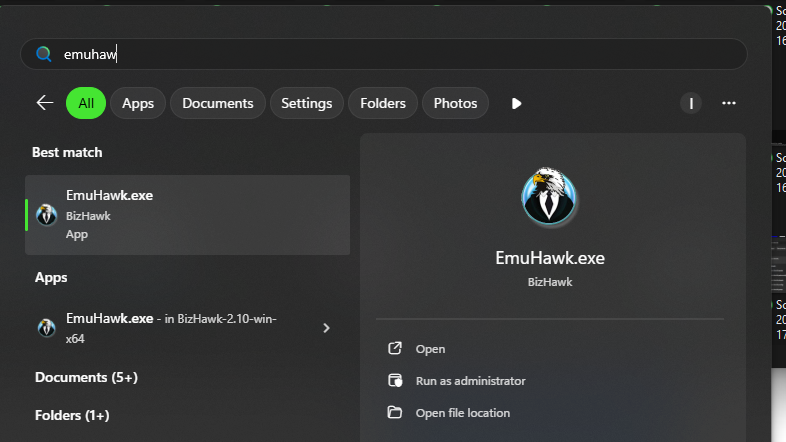 emuhaw
All Apps Documents Settings Folders Photos I
Best match
EmuHawk.exe
BizHawk
App
Apps
EmuHawk.exe - in BizHawk-2.10-win-
x64
Documents (5+)
Folders (1+)
EmuHawk.exe
BizHawk
Open
Run as administrator
Open file location
Sc
20
16
Sc
20
16
Sc
20
17